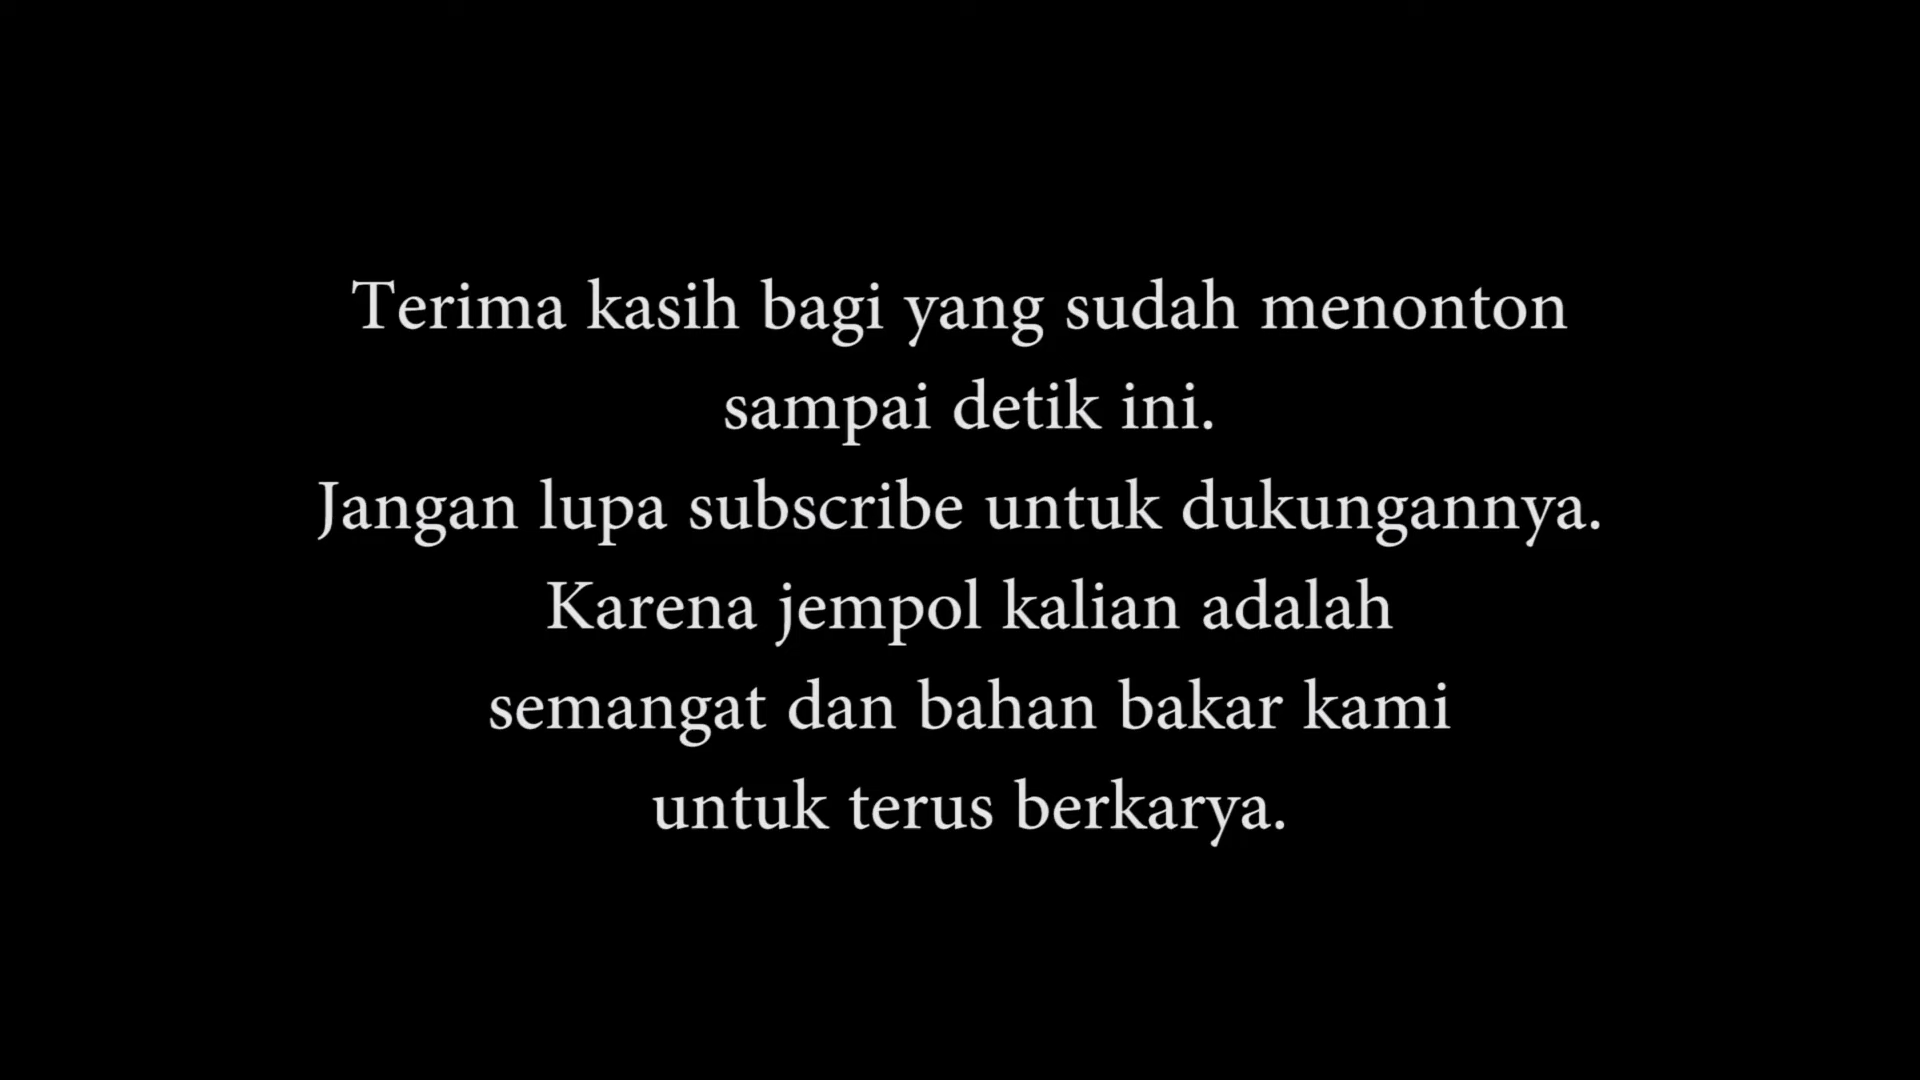 Terima kasih bagi yang sudah menonton
sampai detik ini.
Jangan lupa subscribe untuk dukungannya.
Karena jempol kalian adalah
semangat dan bahan bakar kami
untuk terus berkarya.